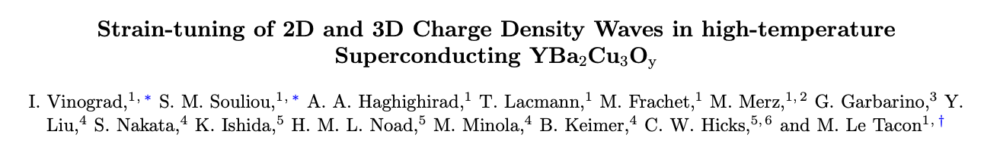 Strain-tuning of 2D and 3D Charge Density Waves in high-temperature
Superconducting YBa₂Cu₃Oᵧ
I. Vinograd,¹,* S. M. Souliou,¹,* A. A. Haghighirad,¹ T. Lacmann,¹ M. Frachet,¹ M. Merz,¹,² G. Garbarino,³ Y.
Liu,⁴ S. Nakata,⁴ K. Ishida,⁵ H. M. L. Noad,⁵ M. Minola,⁴ B. Keimer,⁴ C. W. Hicks,⁵,⁶ and M. Le Tacon¹,†